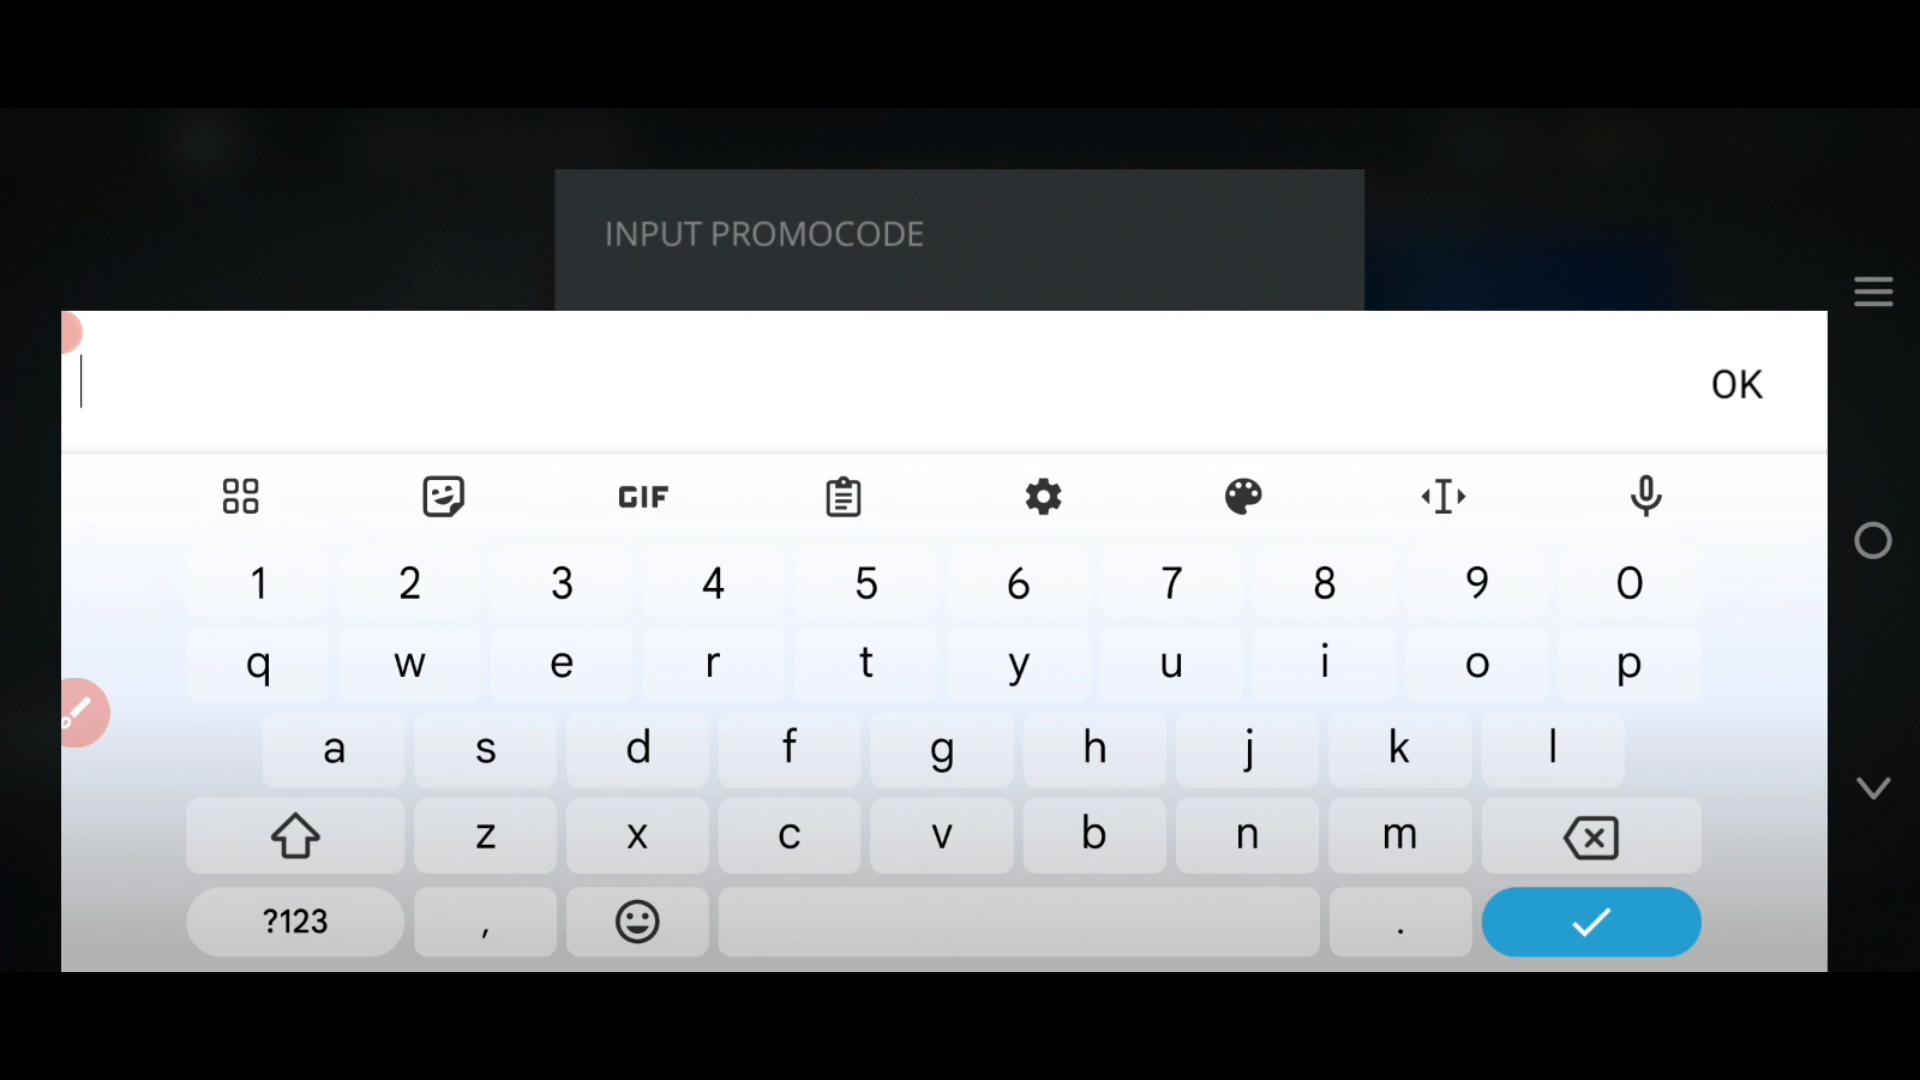 INPUT PROMOCODE
OK
GIF
1 2 3 4 5 6 7 8 9 0
q w e r t y u i o p
a s d f g h j k l
z x c v b n m
?123 , .